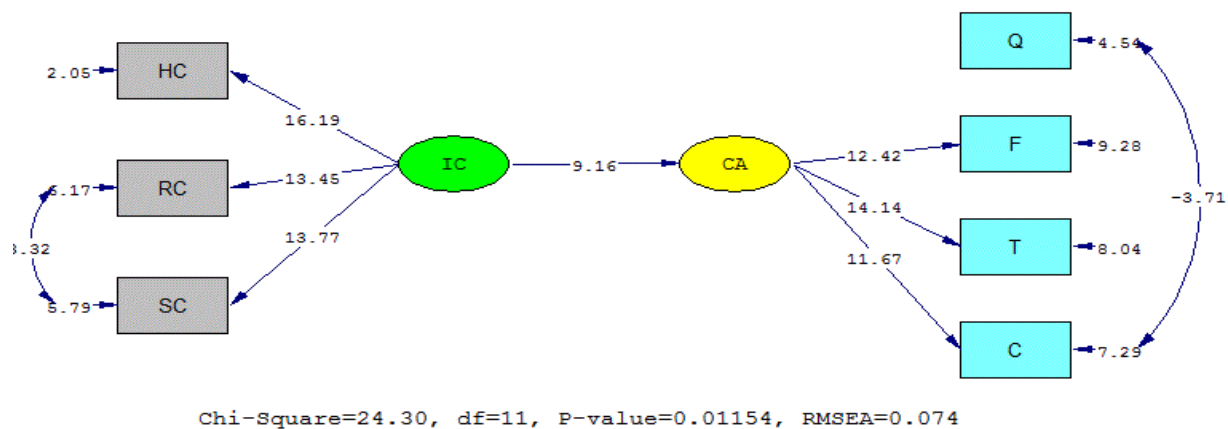 Q
4.54
HC
2.05
16.19
F
12.42
9.28
IC
9.16
CA
RC
13.45
-3.71
14.14
13.77
T
8.04
11.67
SC
5.79
C
7.29
Chi-Square=24.30, df=11, P-value=0.01154, RMSEA=0.074